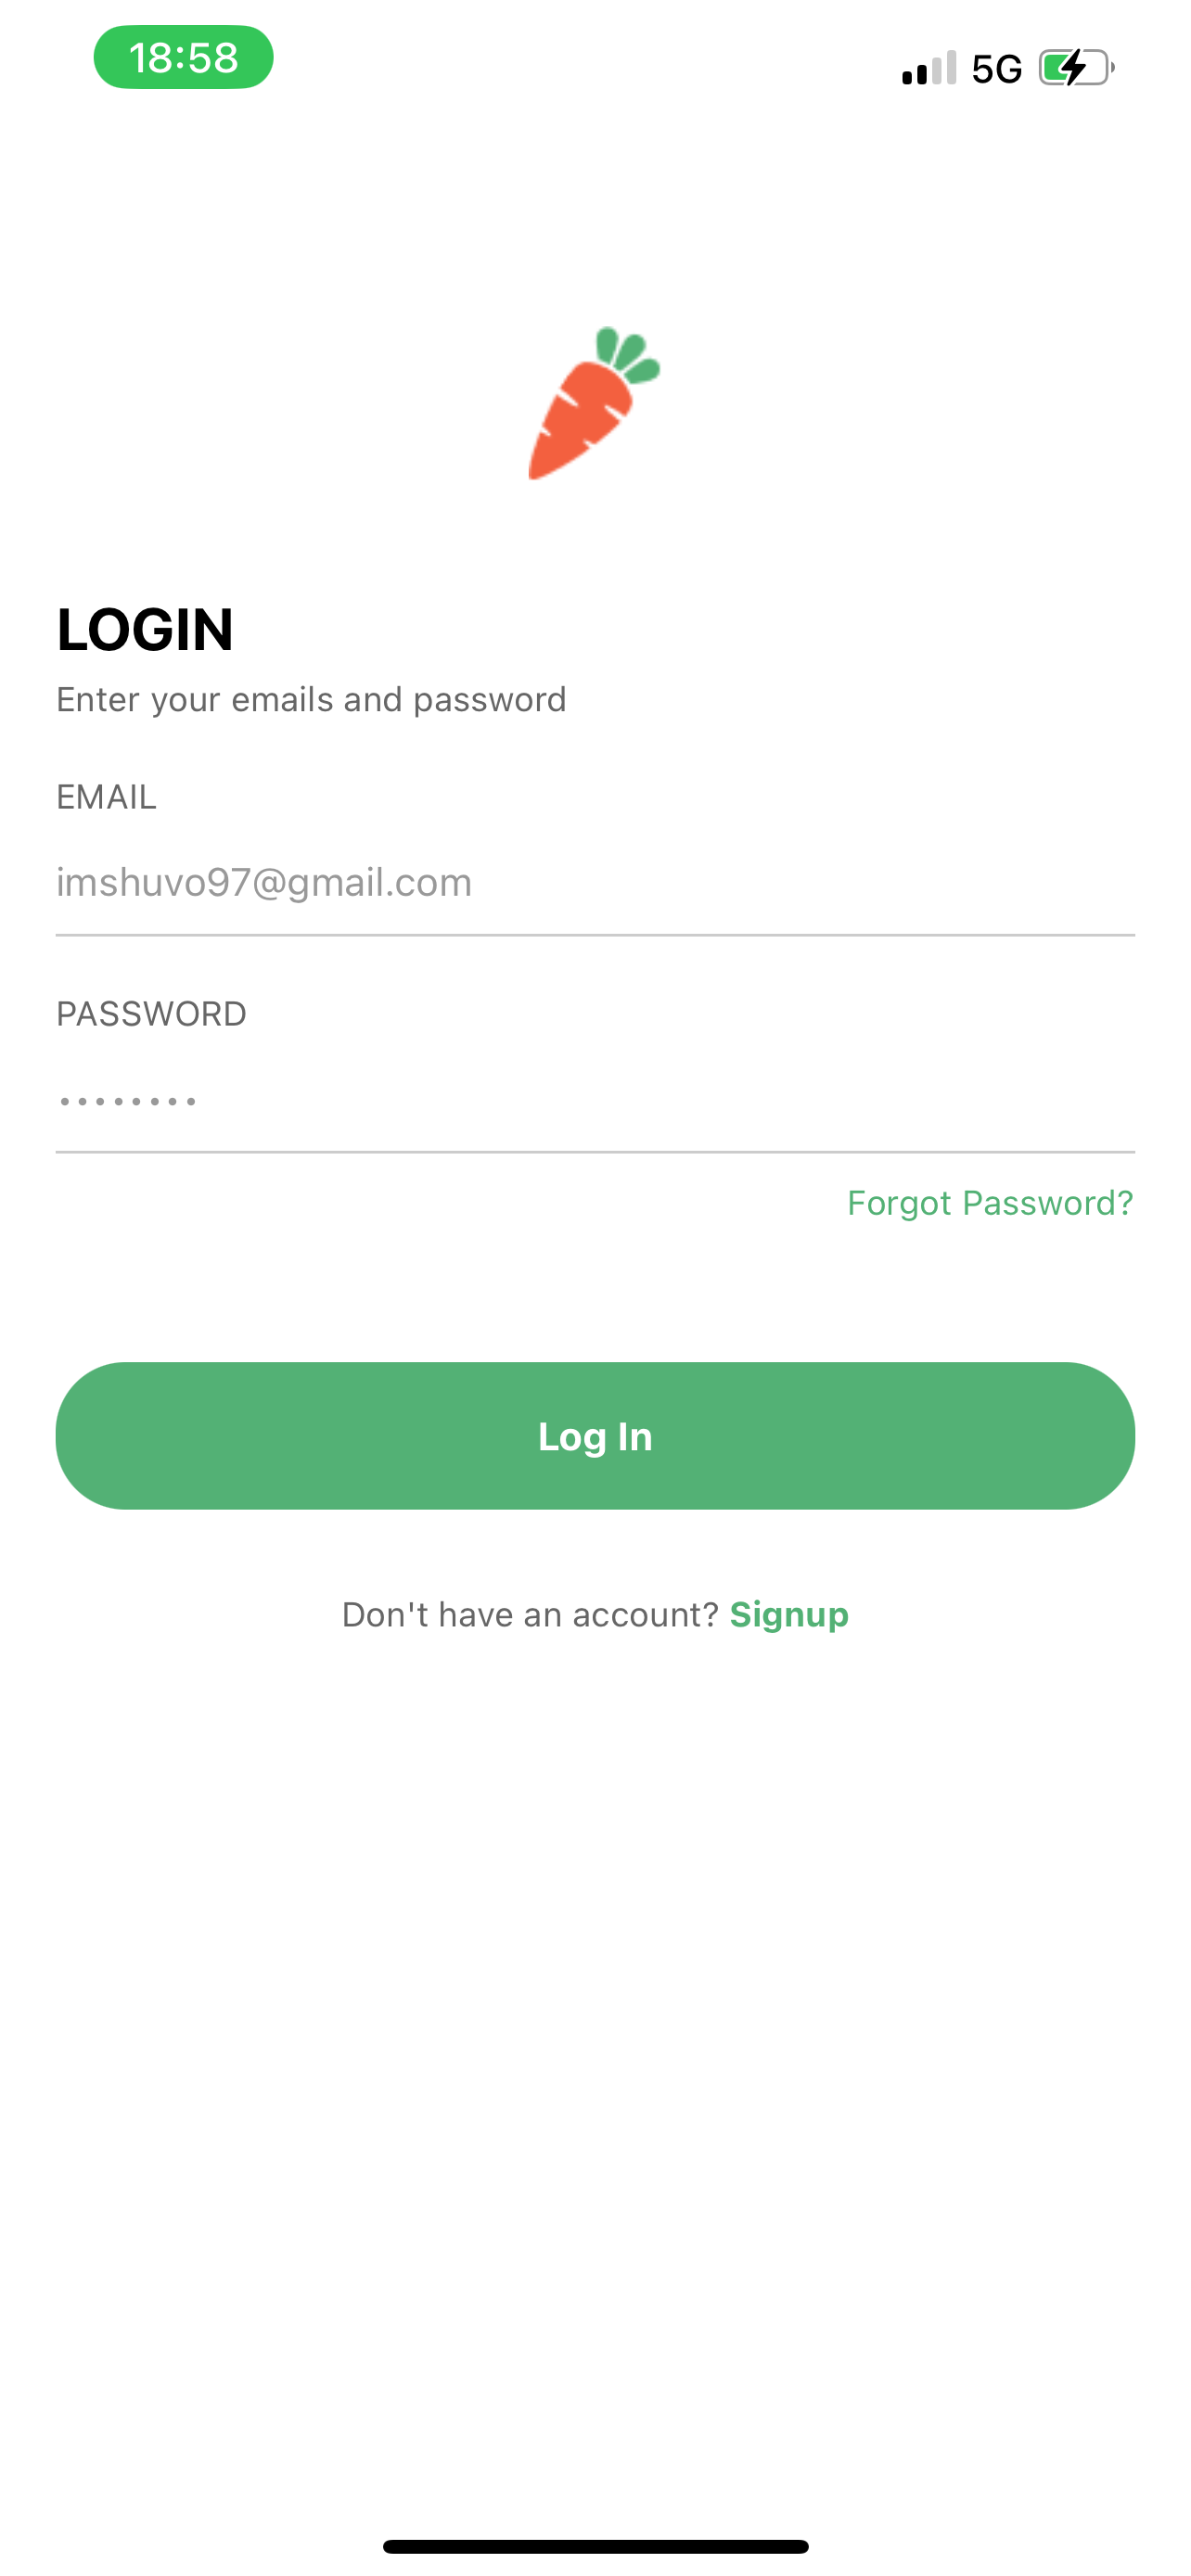 18:58
5G
LOGIN
Enter your emails and password
EMAIL
imshuvo97@gmail.com
PASSWORD
••••••••
Forgot Password?
Log In
Don't have an account? Signup